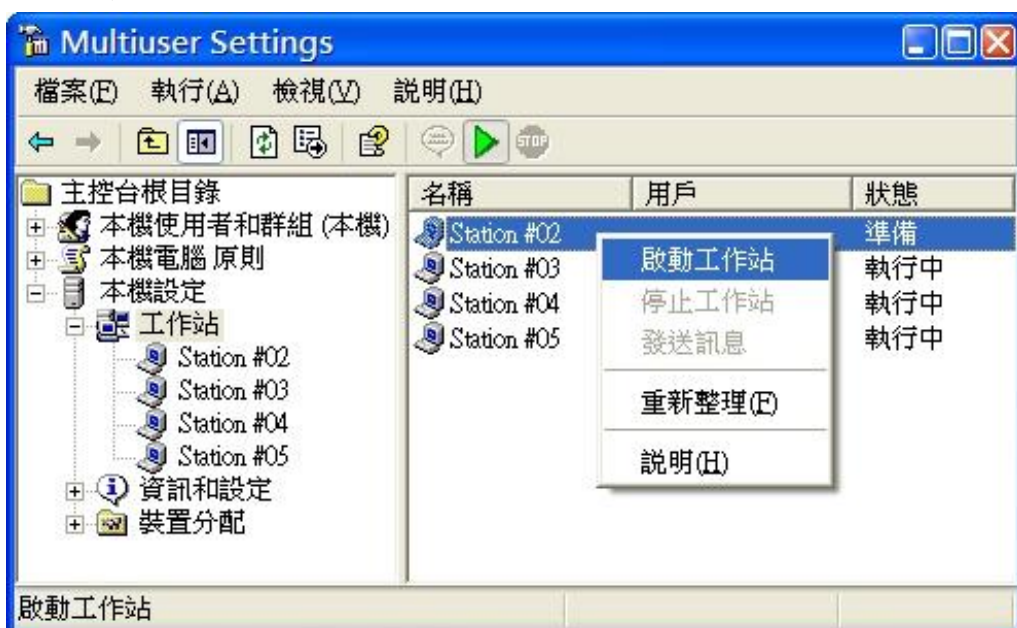 Multiuser Settings
檔案(F) 執行(A) 檢視(V) 說明(H)
STOP
主控台根目錄
本機使用者和群組 (本機)
本機電腦 原則
本機設定
工作站
Station #02
Station #03
Station #04
Station #05
資訊和設定
裝置分配
名稱 用戶 狀態
Station #02 準備
Station #03 執行中
Station #04 執行中
Station #05 執行中
啟動工作站
停止工作站
發送訊息
重新整理(F)
說明(H)
啟動工作站